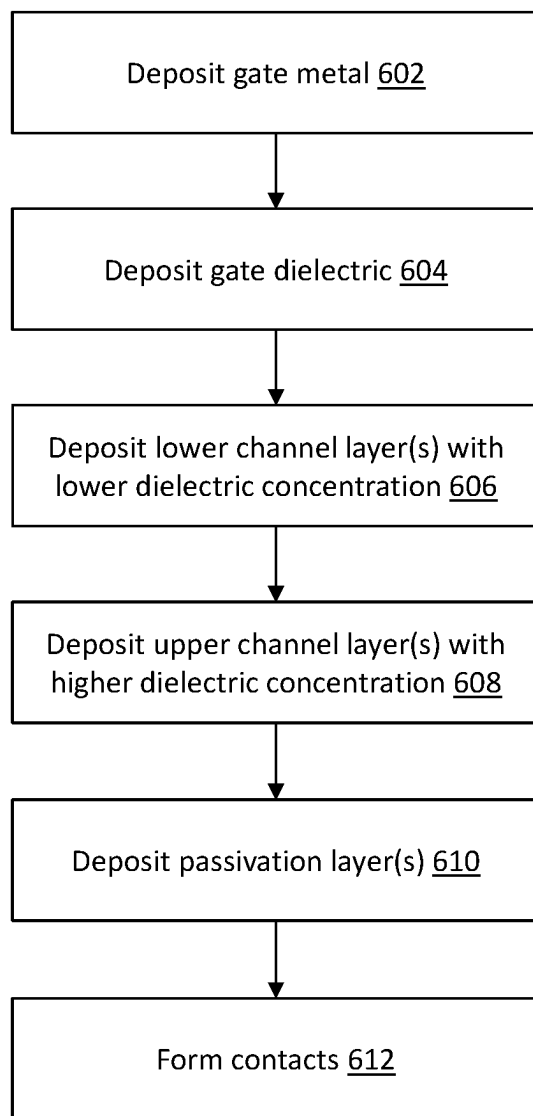 Deposit gate metal 602
Deposit gate dielectric 604
Deposit lower channel layer(s) with
lower dielectric concentration 606
Deposit upper channel layer(s) with
higher dielectric concentration 608
Deposit passivation layer(s) 610
Form contacts 612